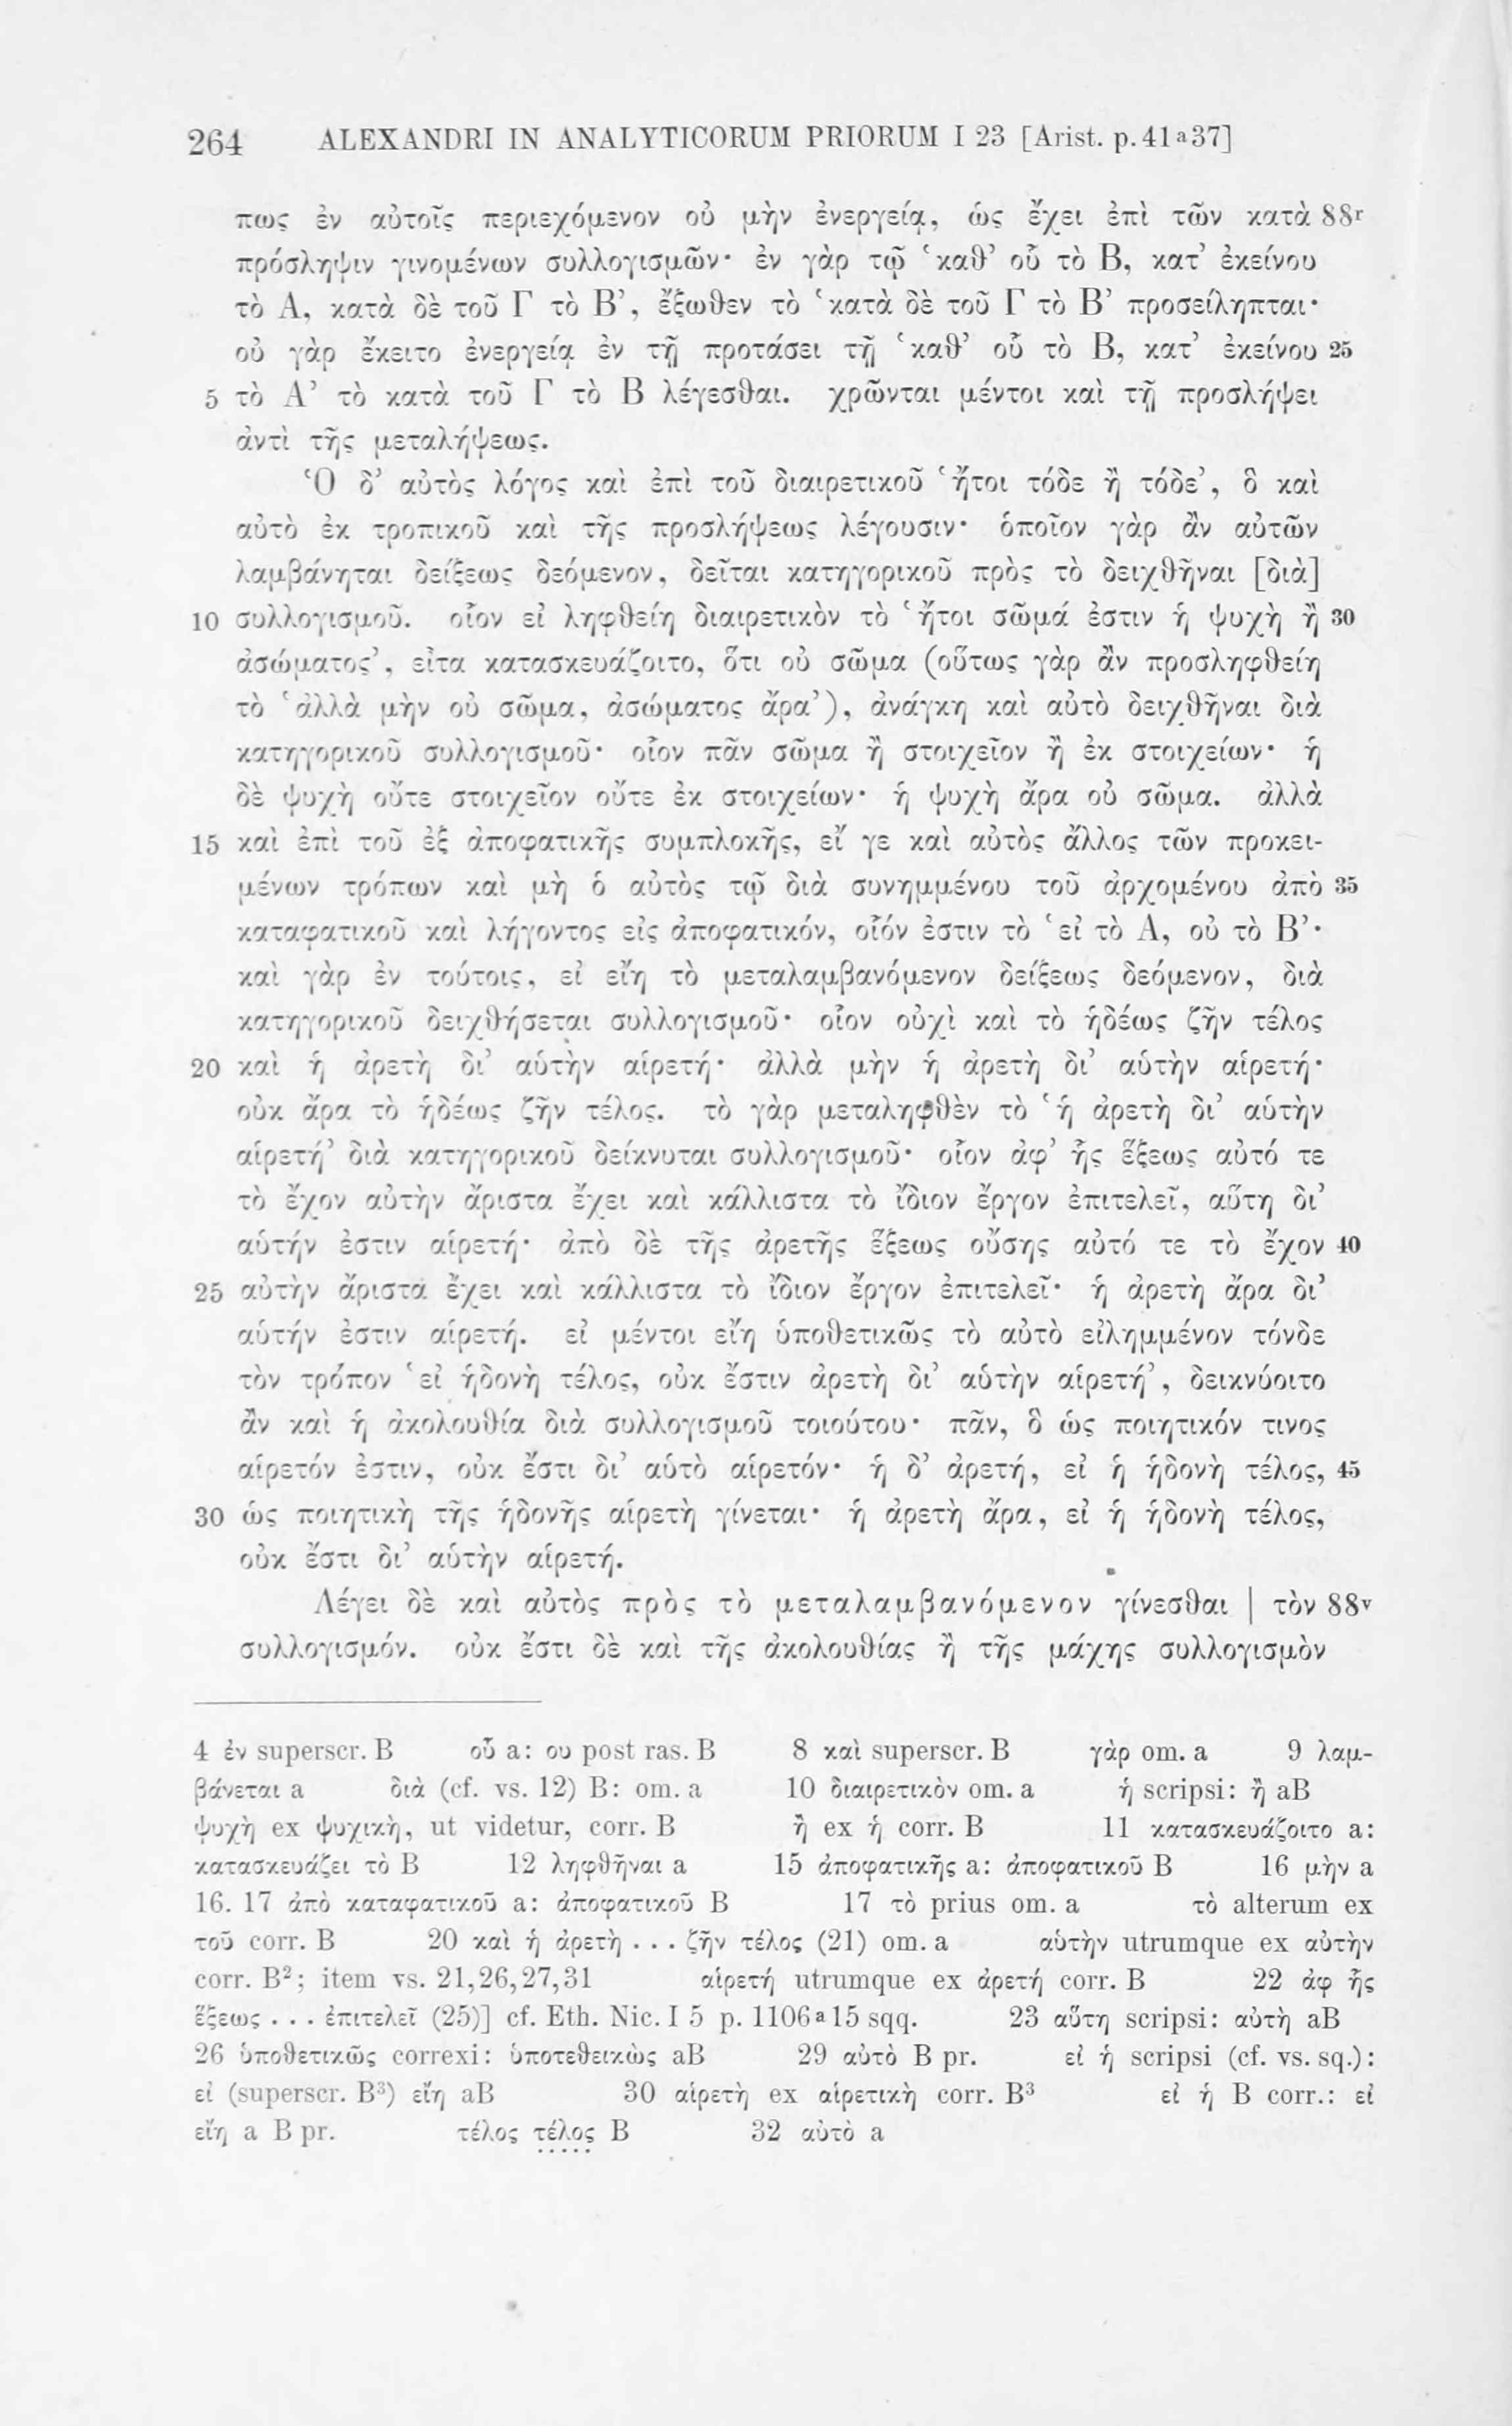 264 ALEXANDRI IN ANALYTICORUM PRIORUM I 23 [Arist. p. 41ª37]
πως ἐν αὐτοῖς περιεχόμενον οὐ μὴν ἐνεργείᾳ, ὡς ἔχει ἐπὶ τῶν κατὰ 88r
πρόσληψιν γινομένων συλλογισμῶν· ἐν γὰρ τῷ ‘καθ’ οὗ τὸ Β, κατ’ ἐκείνου
τὸ Α, κατὰ δὲ τοῦ Γ τὸ Β’, ἔξωθεν τὸ ‘κατὰ δὲ τοῦ Γ τὸ Β’ προσείληπται·
οὐ γὰρ ἔκειτο ἐνεργείᾳ ἐν τῇ προτάσει τῇ ‘καθ’ οὗ τὸ Β, κατ’ ἐκείνου 25
5 τὸ Α’ τὸ κατὰ τοῦ Γ τὸ Β λέγεσθαι. χρῶνται μέντοι καὶ τῇ προσλήψει
ἀντὶ τῆς μεταλήψεως.
Ὁ δ’ αὐτὸς λόγος καὶ ἐπὶ τοῦ διαιρετικοῦ ‘ἤτοι τόδε ἢ τόδε’, ὃ καὶ
αὐτὸ ἐκ τροπικοῦ καὶ τῆς προσλήψεως λέγουσιν· ὁποῖον γὰρ ἂν αὐτῶν
λαμβάνηται δείξεως δεόμενον, δεῖται κατηγορικοῦ πρὸς τὸ δειχθῆναι [διὰ]
10 συλλογισμοῦ. οἷον εἰ ληφθείη διαιρετικὸν τὸ ‘ἤτοι σῶμά ἐστιν ἡ ψυχὴ ἢ 30
ἀσώματος’, εἶτα κατασκευάζοιτο, ὅτι οὐ σῶμα (οὕτως γὰρ ἂν προσληφθείη
τὸ ‘ἀλλὰ μὴν οὐ σῶμα, ἀσώματος ἄρα’), ἀνάγκη καὶ αὐτὸ δειχθῆναι διὰ
κατηγορικοῦ συλλογισμοῦ· οἷον πᾶν σῶμα ἢ στοιχεῖον ἢ ἐκ στοιχείων· ἡ
δὲ ψυχὴ οὔτε στοιχεῖον οὔτε ἐκ στοιχείων· ἡ ψυχὴ ἄρα οὐ σῶμα. ἀλλὰ
15 καὶ ἐπὶ τοῦ ἐξ ἀποφατικῆς συμπλοκῆς, εἴ γε καὶ αὐτὸς ἄλλος τῶν προκει-
μένων τρόπων καὶ μὴ ὁ αὐτὸς τῷ διὰ συνημμένου τοῦ ἀρχομένου ἀπὸ 35
καταφατικοῦ καὶ λήγοντος εἰς ἀποφατικόν, οἷόν ἐστιν τὸ ‘εἰ τὸ Α, οὐ τὸ Β’·
καὶ γὰρ ἐν τούτοις, εἰ εἴη τὸ μεταλαμβανόμενον δείξεως δεόμενον, διὰ
κατηγορικοῦ δειχθήσεται συλλογισμοῦ· οἷον οὐχὶ καὶ τὸ ἡδέως ζῆν τέλος
20 καὶ ἡ ἀρετὴ δι’ αὑτὴν αἱρετή· ἀλλὰ μὴν ἡ ἀρετὴ δι’ αὑτὴν αἱρετή·
οὐκ ἄρα τὸ ἡδέως ζῆν τέλος. τὸ γὰρ μεταληφθὲν τὸ ‘ἡ ἀρετὴ δι’ αὑτὴν
αἱρετή’ διὰ κατηγορικοῦ δείκνυται συλλογισμοῦ· οἷον ἀφ’ ἧς ἕξεως αὐτό τε
τὸ ἔχον αὐτὴν ἄριστα ἔχει καὶ κάλλιστα τὸ ἴδιον ἔργον ἐπιτελεῖ, αὕτη δι’
αὑτήν ἐστιν αἱρετή· ἀπὸ δὲ τῆς ἀρετῆς ἕξεως οὔσης αὐτό τε τὸ ἔχον 40
25 αὐτὴν ἄριστα ἔχει καὶ κάλλιστα τὸ ἴδιον ἔργον ἐπιτελεῖ· ἡ ἀρετὴ ἄρα δι’
αὑτήν ἐστιν αἱρετή. εἰ μέντοι εἴη ὑποθετικῶς τὸ αὐτὸ εἰλημμένον τόνδε
τὸν τρόπον ‘εἰ ἡδονὴ τέλος, οὐκ ἔστιν ἀρετὴ δι’ αὑτὴν αἱρετή’, δεικνύοιτο
ἂν καὶ ἡ ἀκολουθία διὰ συλλογισμοῦ τοιούτου· πᾶν, ὃ ὡς ποιητικόν τινος
αἱρετόν ἐστιν, οὐκ ἔστι δι’ αὑτὸ αἱρετόν· ἡ δ’ ἀρετή, εἰ ἡ ἡδονὴ τέλος, 45
30 ὡς ποιητικὴ τῆς ἡδονῆς αἱρετὴ γίνεται· ἡ ἀρετὴ ἄρα, εἰ ἡ ἡδονὴ τέλος,
οὐκ ἔστι δι’ αὑτὴν αἱρετή.
Λέγει δὲ καὶ αὐτὸς πρὸς τὸ μεταλαμβανόμενον γίνεσθαι | τὸν 88v
συλλογισμόν. οὐκ ἔστι δὲ καὶ τῆς ἀκολουθίας ἢ τῆς μάχης συλλογισμὸν
4 ἐν superscr. B οὗ a: ου post ras. B 8 καὶ superscr. B γὰρ om. a 9 λαμ-
βάνεται a διὰ (cf. vs. 12) B: om. a 10 διαιρετικὸν om. a ἡ scripsi: ἢ aB
ψυχὴ ex ψυχικὴ, ut videtur, corr. B ἢ ex ἡ corr. B 11 κατασκευάζοιτο a:
κατασκευάζει τὸ B 12 ληφθῆναι a 15 ἀποφατικῆς a: ἀποφατικοῦ B 16 μὴν a
16. 17 ἀπὸ καταφατικοῦ a: ἀποφατικοῦ B 17 τὸ prius om. a τὸ alterum ex
τοῦ corr. B 20 καὶ ἡ ἀρετὴ . . . ζῆν τέλος (21) om. a αὑτὴν utrumque ex αὐτὴν
corr. B²; item vs. 21,26,27,31 αἱρετή utrumque ex ἀρετή corr. B 22 ἀφ ἧς
ἕξεως . . . ἐπιτελεῖ (25)] cf. Eth. Nic. I 5 p. 1106ª15 sqq. 23 αὕτη scripsi: αὐτὴ aB
26 ὑποθετικῶς correxi: ὑποτεθεικὼς aB 29 αὐτὸ B pr. εἰ ἡ scripsi (cf. vs. sq.):
εἰ (superscr. B³) εἴη aB 30 αἱρετὴ ex αἱρετικὴ corr. B³ εἰ ἡ B corr.: εἰ
εἴη a B pr. τέλος τέλος B 32 αὐτὸ a